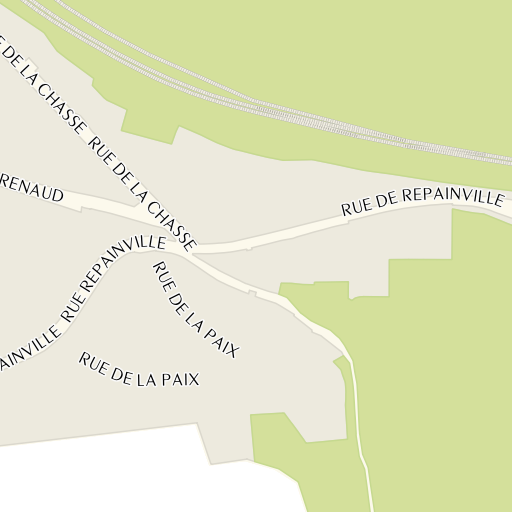 DE LA CHASSE
RUE DE LA CHASSE
RENAUD
RUE DE REPAINVILLE
RUE REPAINVILLE
AINVILLE
RUE DE LA PAIX
RUE DE LA PAIX